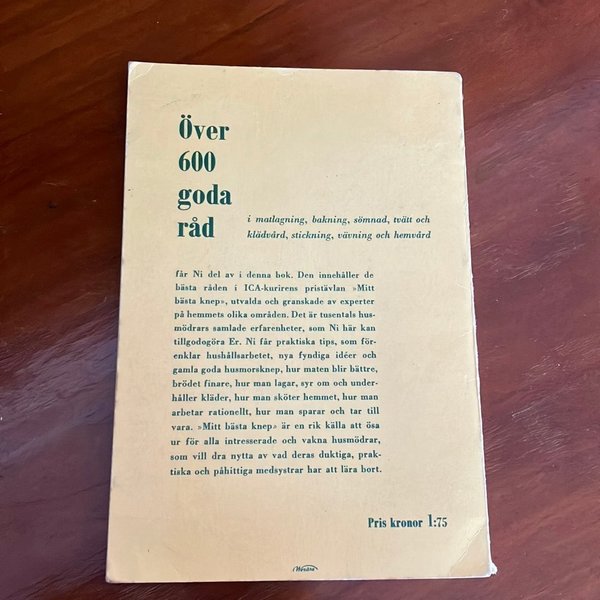 Över
600
goda
råd
i matlagning, bakning, sömnad, tvätt och
klädvård, stickning, vävning och hemvård
får Ni del av i denna bok. Den innehåller de
bästa råden i ICA-kurirens pristävlan »Mitt
bästa knep», utvalda och granskade av experter
på hemmets olika områden. Det är tusentals hus-
mödrars samlade erfarenheter, som Ni här kan
tillgodogöra Er. Ni får praktiska tips, som för-
enklar hushållsarbetet, nya fyndiga idéer och
gamla goda husmorsknep, hur maten blir bättre,
brödet finare, hur man lagar, syr om och under-
håller kläder, hur man sköter hemmet, hur man
arbetar rationellt, hur man sparar och tar till
vara. »Mitt bästa knep» är en rik källa att ösa
ur för alla intresserade och vakna husmödrar,
som vill dra nytta av vad deras duktiga, prak-
tiska och påhittiga medsystrar har att lära bort.
Pris kronor 1:75